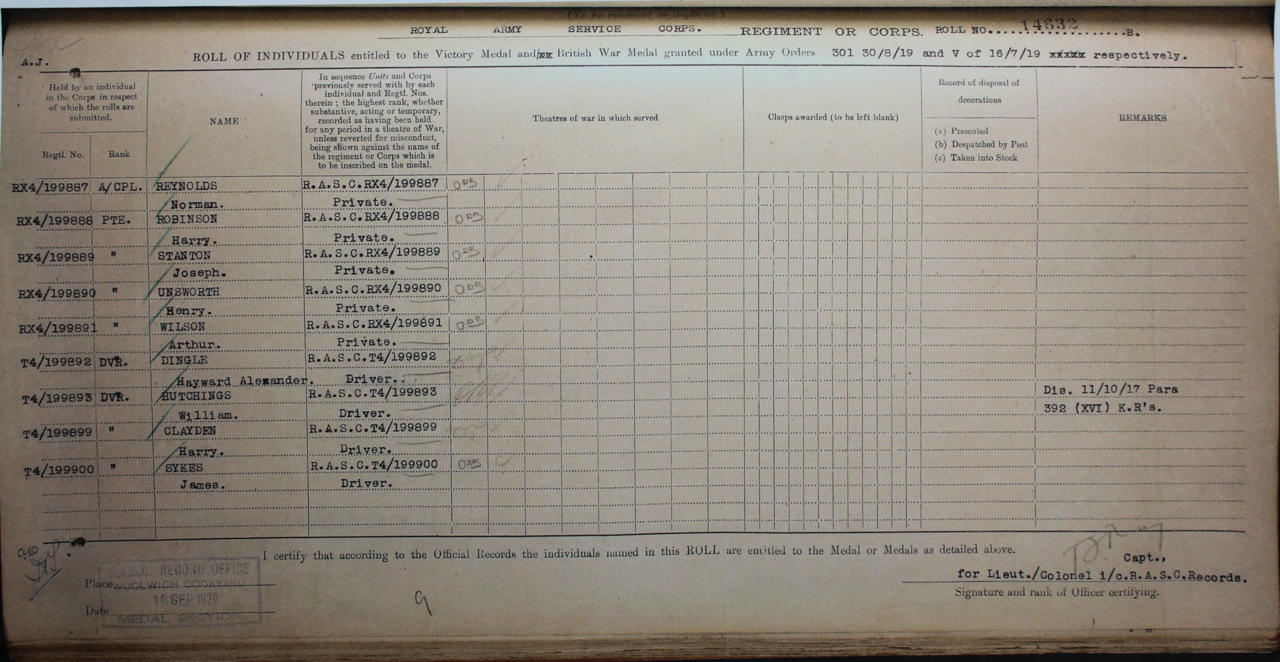 (To be rendered in duplicate)
ROYAL ARMY SERVICE CORPS. REGIMENT OR CORPS. ROLL NO. 14632 B.
A.J.
ROLL OF INDIVIDUALS entitled to the Victory Medal and/xx British War Medal granted under Army Orders 301 30/8/19 and V of 16/7/19 xxxxx respectively.
Held by an individual
in the Corps in respect
of which the rolls are
submitted.
Regtl. No.
Rank
NAME
In sequence Units and Corps
previously served with by each
individual and Regtl. Nos.
therein ; the highest rank, whether
substantive, acting or temporary,
recorded as having been held
for any period in a theatre of War,
unless reverted for misconduct,
being shown against the name of
the regiment or Corps which is
to be inscribed on the medal.
Theatres of war in which served
Clasps awarded (to be left blank)
Record of disposal of
decorations
(a) Presented
(b) Despatched by Post
(c) Taken into Stock
REMARKS
RX4/199887 A/CPL. REYNOLDS R.A.S.C.RX4/199887
Norman. Private.
RX4/199888 PTE. ROBINSON R.A.S.C.RX4/199888
Harry. Private.
RX4/199889 " STANTON R.A.S.C.RX4/199889
Joseph. Private.
RX4/199890 " UNSWORTH R.A.S.C.RX4/199890
Henry. Private.
RX4/199891 " WILSON R.A.S.C.RX4/199891
Arthur. Private.
T4/199892 DVR. DINGLE R.A.S.C.T4/199892
Hayward Alexander. Driver.
T4/199893 DVR. HUTCHINGS R.A.S.C.T4/199893 Dis. 11/10/17 Para
William. Driver. 392 (XVI) K.R's.
T4/199899 " CLAYDEN R.A.S.C.T4/199899
Harry. Driver.
T4/199900 " SYKES R.A.S.C.T4/199900
James. Driver.
I certify that according to the Official Records the individuals named in this ROLL are entitled to the Medal or Medals as detailed above.
Capt.,
for Lieut./Colonel i/c.R.A.S.C.Records.
Signature and rank of Officer certifying.
R.A.S.C. RECORD OFFICE
Place WOOLWICH DOCKYARD
SEP 1920
Date
MEDAL SECTION.
9